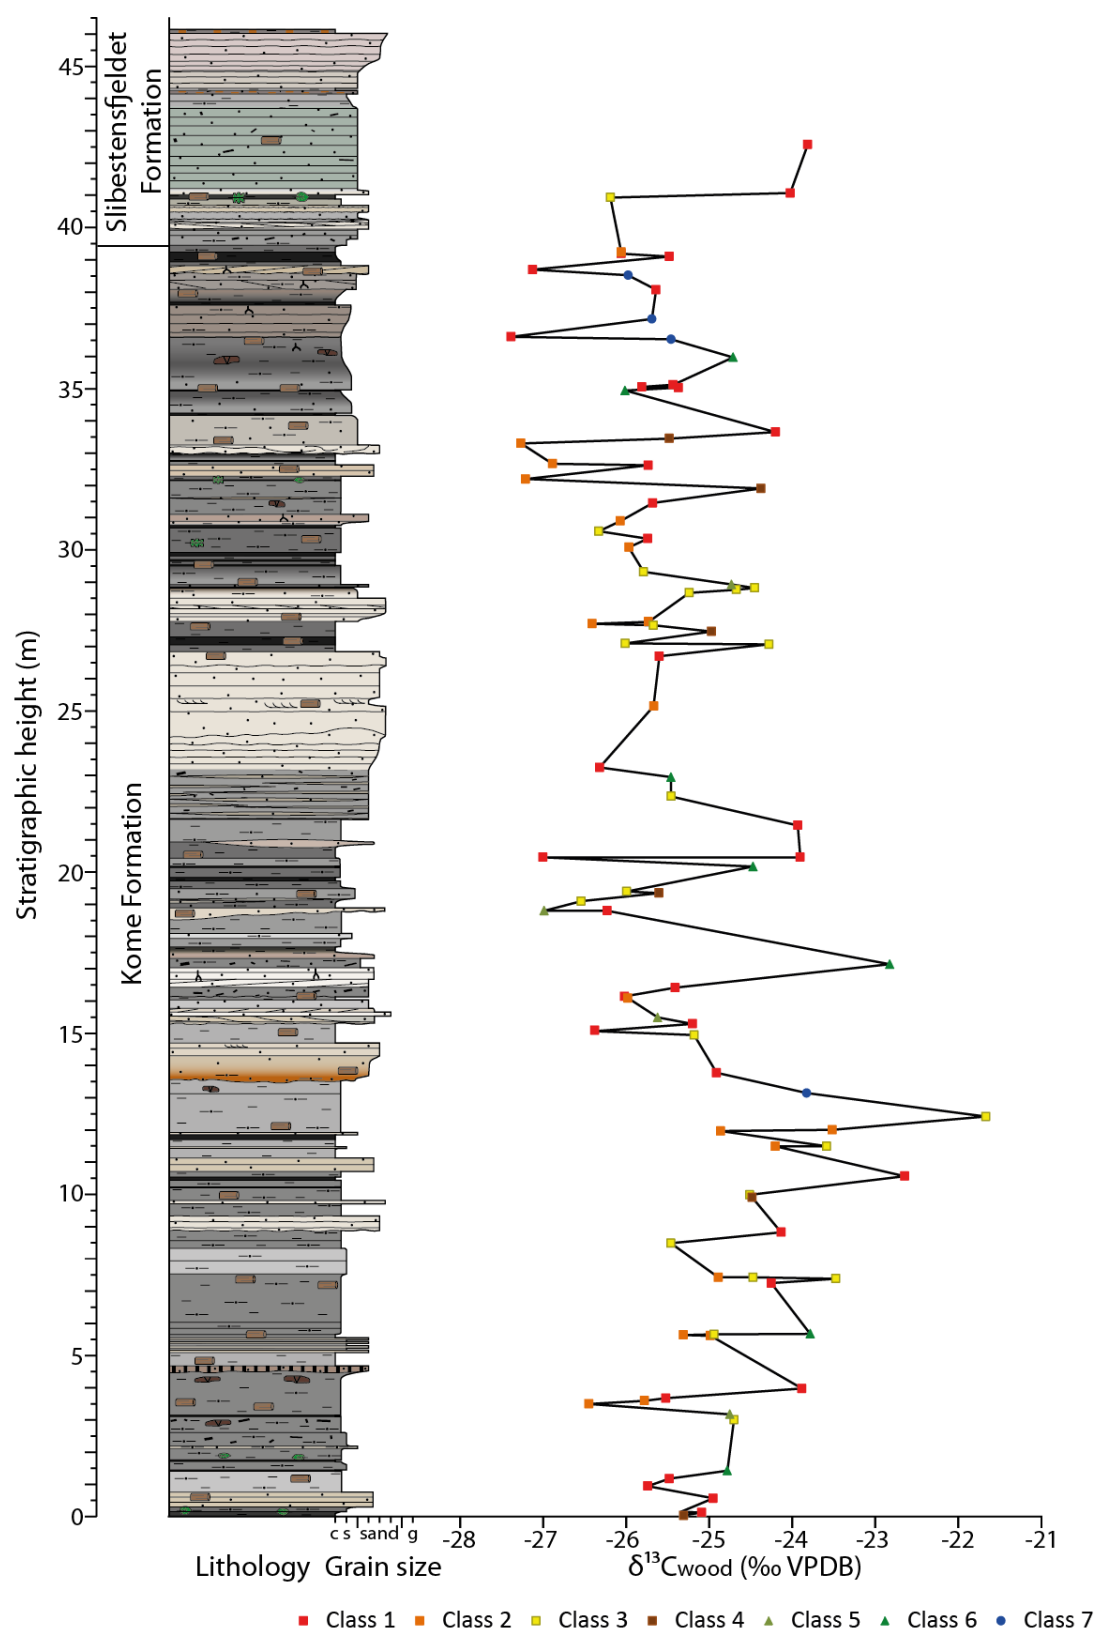 Stratigraphic height (m)
45
40
35
30
25
20
15
10
5
0
Slibestensfjeldet
Formation
Kome Formation
c s sand g
-28 -27 -26 -25 -24 -23 -22 -21
Lithology Grain size δ¹³Cwood (‰ VPDB)
Class 1 Class 2 Class 3 Class 4 Class 5 Class 6 Class 7